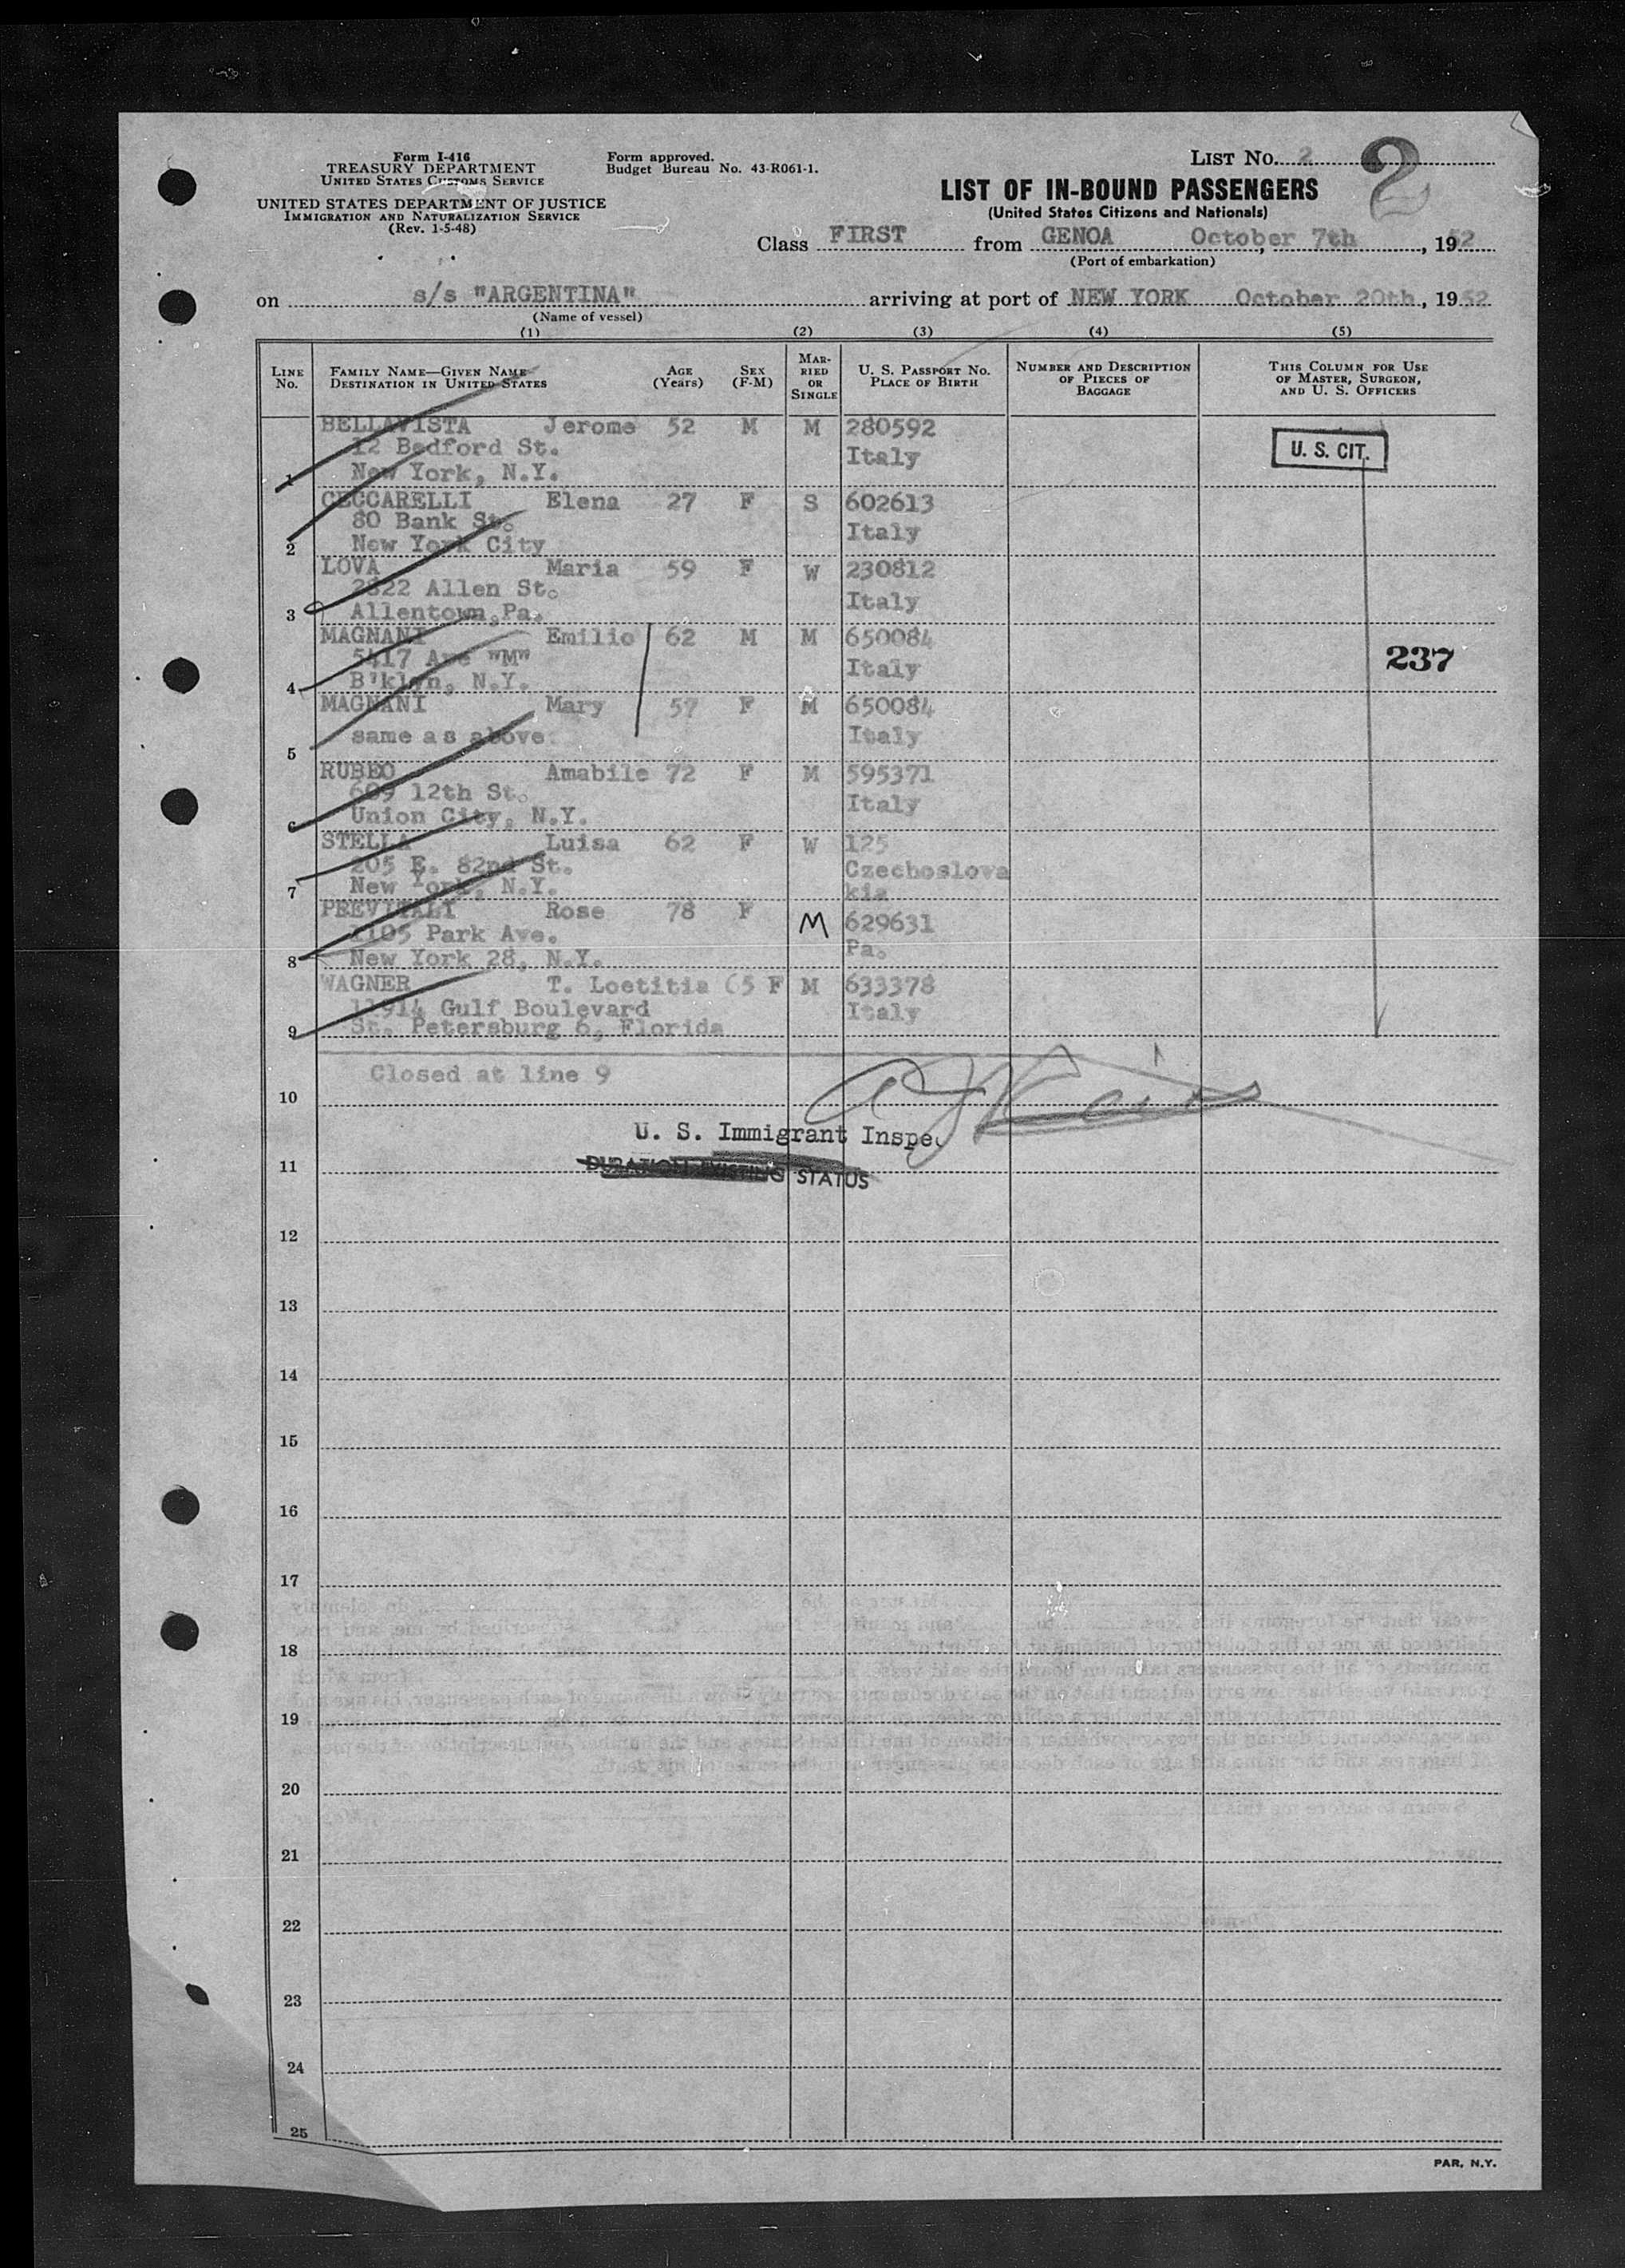 Form I-416
TREASURY DEPARTMENT
UNITED STATES CUSTOMS SERVICE
UNITED STATES DEPARTMENT OF JUSTICE
IMMIGRATION AND NATURALIZATION SERVICE
(Rev. 1-5-48)
Form approved.
Budget Bureau No. 43-R061-1.
LIST NO. 2 2
LIST OF IN-BOUND PASSENGERS
(United States Citizens and Nationals)
Class FIRST from GENOA October 7th, 1952
(Port of embarkation)
on s/s "ARGENTINA" arriving at port of NEW YORK October 20th, 1952
(Name of vessel)
(1) (2) (3) (4) (5)
LINE NO.
FAMILY NAME—GIVEN NAME
DESTINATION IN UNITED STATES
AGE (Years)
SEX (F-M)
MARRIED OR SINGLE
U. S. PASSPORT NO.
PLACE OF BIRTH
NUMBER AND DESCRIPTION OF PIECES OF BAGGAGE
THIS COLUMN FOR USE OF MASTER, SURGEON, AND U. S. OFFICERS
BELLAVISTA Jerome 52 M M 280592
12 Bedford St. Italy
U. S. CIT.
1 New York, N.Y.
CECCARELLI Elena 27 F S 602613
80 Bank St. Italy
2 New York City
LOVA Maria 59 F W 230812
2822 Allen St. Italy
3 Allentown,Pa.
MAGNANI Emilio 62 M M 650084
5417 Ave "M" Italy
237
4 B'klyn, N.Y.
MAGNANI Mary 57 F M 650084
same as above Italy
5
RUBEO Amabile 72 F M 595371
609 12th St. Italy
6 Union City, N.Y.
STELLA Luisa 62 F W 125
205 E. 82nd St. Czechoslova
7 New York, N.Y. kia
PREVITALI Rose 78 F M 629631
1105 Park Ave. Pa.
8 New York 28, N.Y.
WAGNER T. Loetitia 65 F M 633378
11914 Gulf Boulevard Italy
9 St. Petersburg 6, Florida
Closed at line 9
10
U. S. Immigrant Inspe
11 DURATION EXISTING STATUS
12
13
14
15
16
17
18
19
20
21
22
23
24
25
PAR, N.Y.